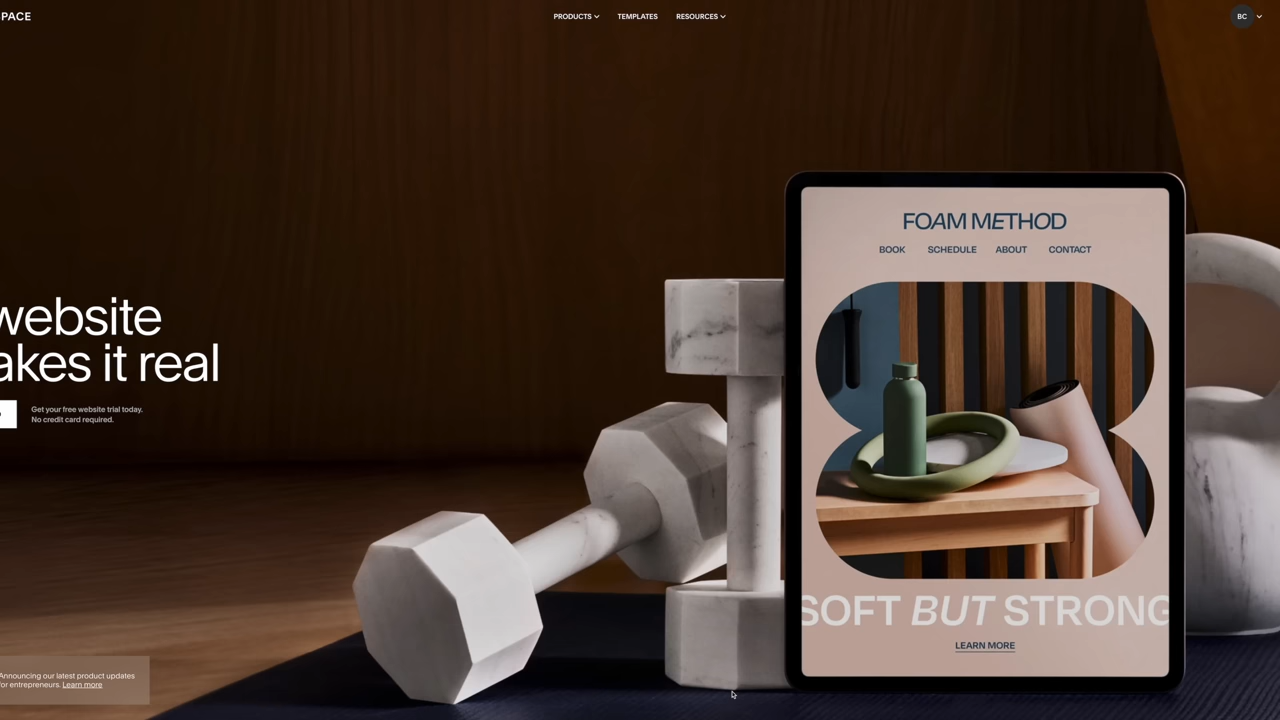 PACE
PRODUCTS
TEMPLATES
RESOURCES
BC
website
akes it real
Get your free website trial today.
No credit card required.
FOAM METHOD
BOOK SCHEDULE ABOUT CONTACT
SOFT BUT STRONG
LEARN MORE
Announcing our latest product updates
for entrepreneurs. Learn more